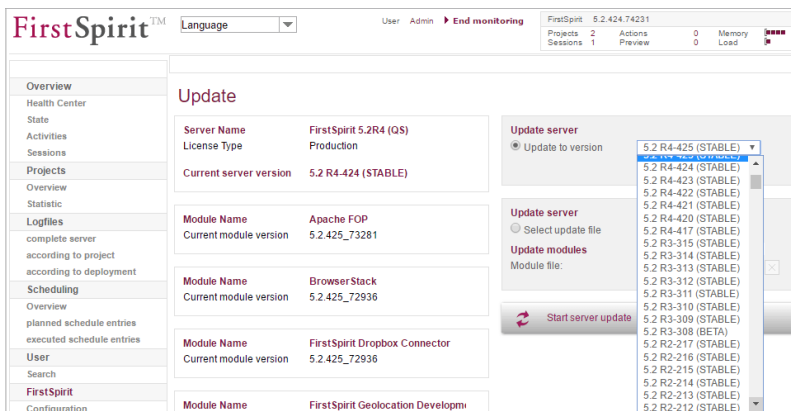 FirstSpirit™
Language
User Admin End monitoring
FirstSpirit 5.2.424.74231
Projects 2 Actions 0 Memory
Sessions 1 Preview 0 Load
Overview
Health Center
State
Activities
Sessions
Projects
Overview
Statistic
Logfiles
complete server
according to project
according to deployment
Scheduling
Overview
planned schedule entries
executed schedule entries
User
Search
FirstSpirit
Configuration
Update
Server Name FirstSpirit 5.2R4 (QS)
License Type Production
Current server version 5.2 R4-424 (STABLE)
Module Name Apache FOP
Current module version 5.2.425_73281
Module Name BrowserStack
Current module version 5.2.425_72936
Module Name FirstSpirit Dropbox Connector
Current module version 5.2.425_72936
Module Name FirstSpirit Geolocation Developme
Update server
Update to version 5.2 R4-425 (STABLE)
Update server
Select update file
Update modules
Module file:
Start server update
5.2 R4-425 (STABLE)
5.2 R4-424 (STABLE)
5.2 R4-423 (STABLE)
5.2 R4-422 (STABLE)
5.2 R4-421 (STABLE)
5.2 R4-420 (STABLE)
5.2 R4-417 (STABLE)
5.2 R3-315 (STABLE)
5.2 R3-314 (STABLE)
5.2 R3-313 (STABLE)
5.2 R3-312 (STABLE)
5.2 R3-311 (STABLE)
5.2 R3-310 (STABLE)
5.2 R3-309 (STABLE)
5.2 R3-308 (BETA)
5.2 R2-217 (STABLE)
5.2 R2-216 (STABLE)
5.2 R2-215 (STABLE)
5.2 R2-214 (STABLE)
5.2 R2-213 (STABLE)
5.2 R2-212 (STABLE)